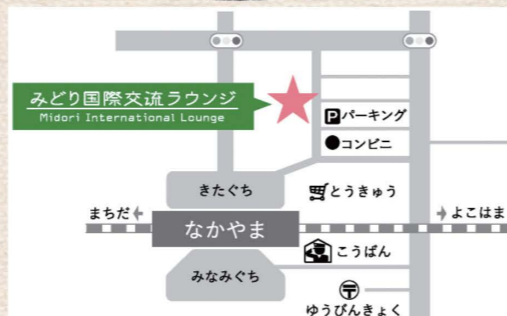 みどり国際交流ラウンジ
Midori International Lounge
Pパーキング
コンビニ
きたぐち
とうきゅう
まちだ
よこはま
なかやま
こうばん
みなみぐち
ゆうびんきょく